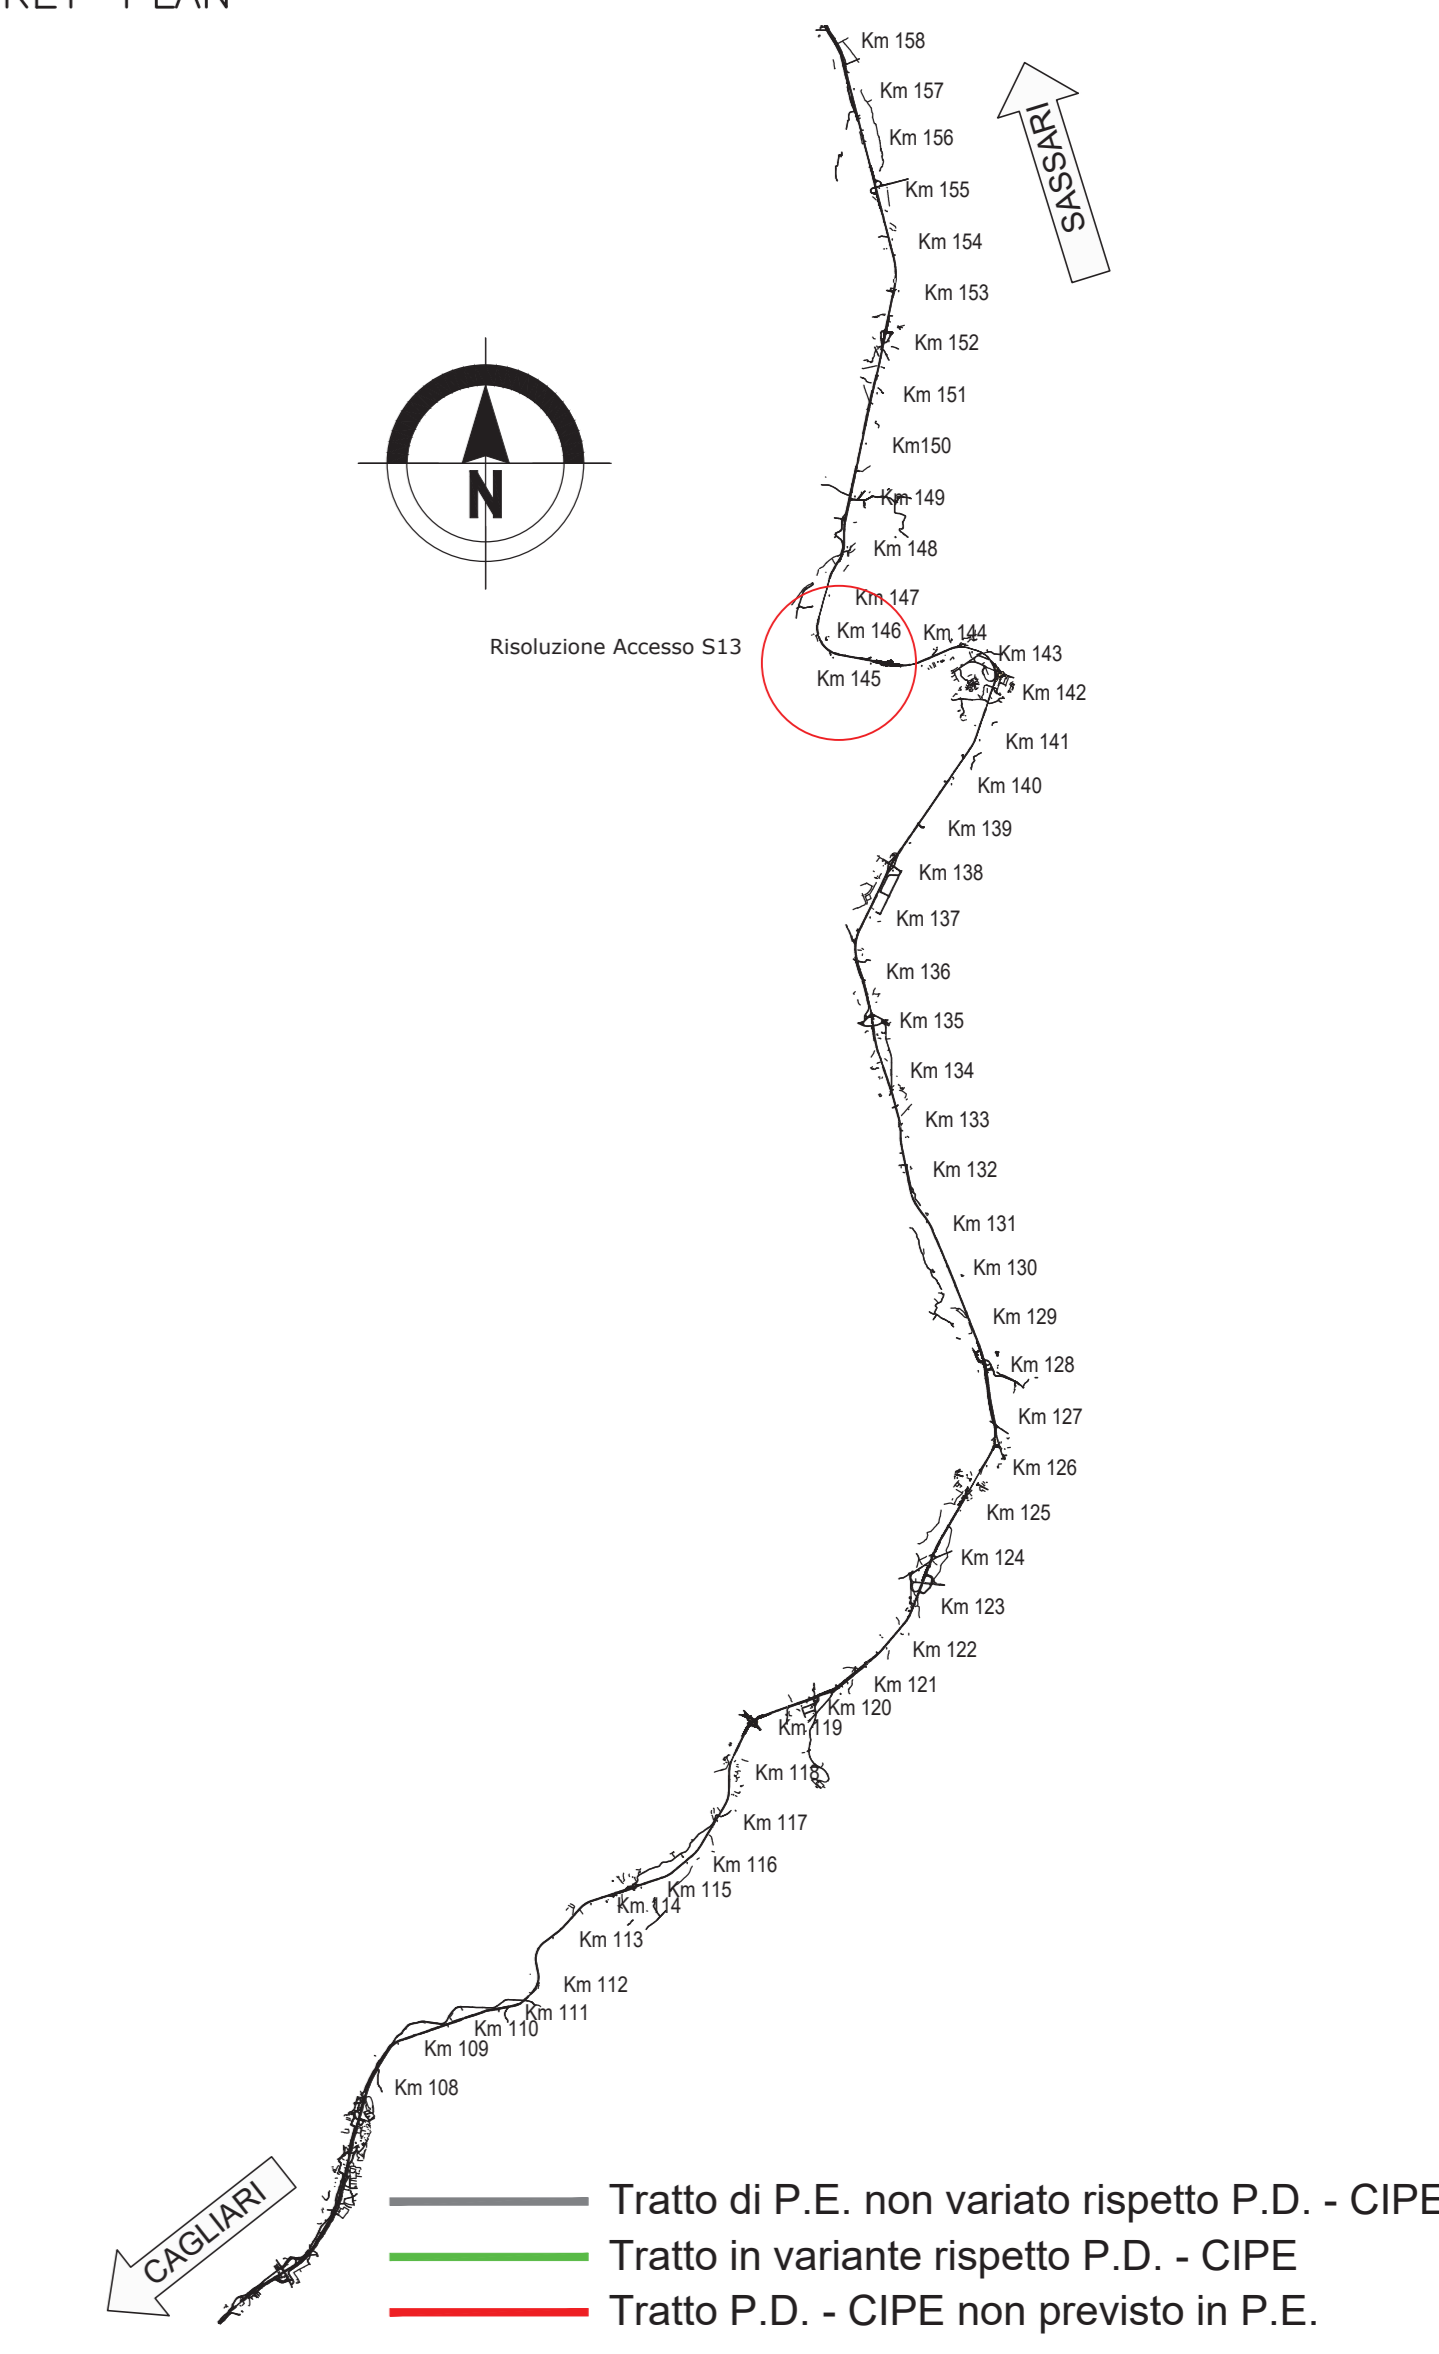 KEY PLAN
Km 158
Km 157
SASSARI
Km 156
Km 155
Km 154
Km 153
Km 152
Km 151
Km150
N
Km 149
Km 148
Km 147
Km 146
Km 144
Risoluzione Accesso S13
Km 143
Km 145
Km 142
Km 141
Km 140
Km 139
Km 138
Km 137
Km 136
Km 135
Km 134
Km 133
Km 132
Km 131
Km 130
Km 129
Km 128
Km 127
Km 126
Km 125
Km 124
Km 123
Km 122
Km 121
Km 120
Km 119
Km 118
Km 117
Km 116
Km 115
Km 114
Km 113
Km 112
Km 111
Km 110
Km 109
Km 108
CAGLIARI
Tratto di P.E. non variato rispetto P.D. - CIPE
Tratto in variante rispetto P.D. - CIPE
Tratto P.D. - CIPE non previsto in P.E.